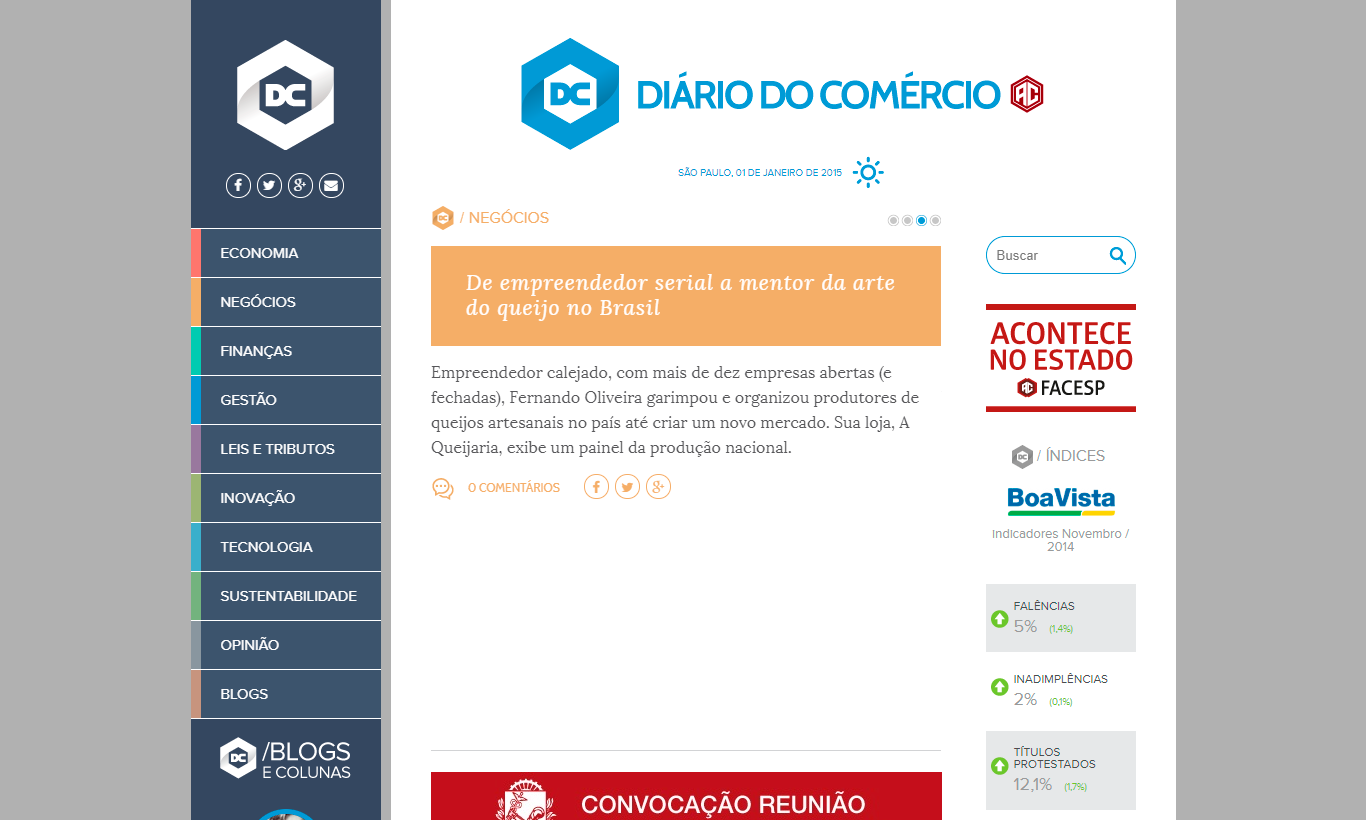 DC
ECONOMIA
NEGÓCIOS
FINANÇAS
GESTÃO
LEIS E TRIBUTOS
INOVAÇÃO
TECNOLOGIA
SUSTENTABILIDADE
OPINIÃO
BLOGS
DC /BLOGS
E COLUNAS
DC DIÁRIO DO COMÉRCIO AC
SÃO PAULO, 01 DE JANEIRO DE 2015
DC / NEGÓCIOS
De empreendedor serial a mentor da arte
do queijo no Brasil
Empreendedor calejado, com mais de dez empresas abertas (e
fechadas), Fernando Oliveira garimpou e organizou produtores de
queijos artesanais no país até criar um novo mercado. Sua loja, A
Queijaria, exibe um painel da produção nacional.
0 COMENTÁRIOS
CONVOCAÇÃO REUNIÃO
Buscar
ACONTECE
NO ESTADO
AC FACESP
DC / ÍNDICES
BoaVista
Indicadores Novembro /
2014
FALÊNCIAS
5% (1,4%)
INADIMPLÊNCIAS
2% (0,1%)
TÍTULOS
PROTESTADOS
12,1% (1,7%)